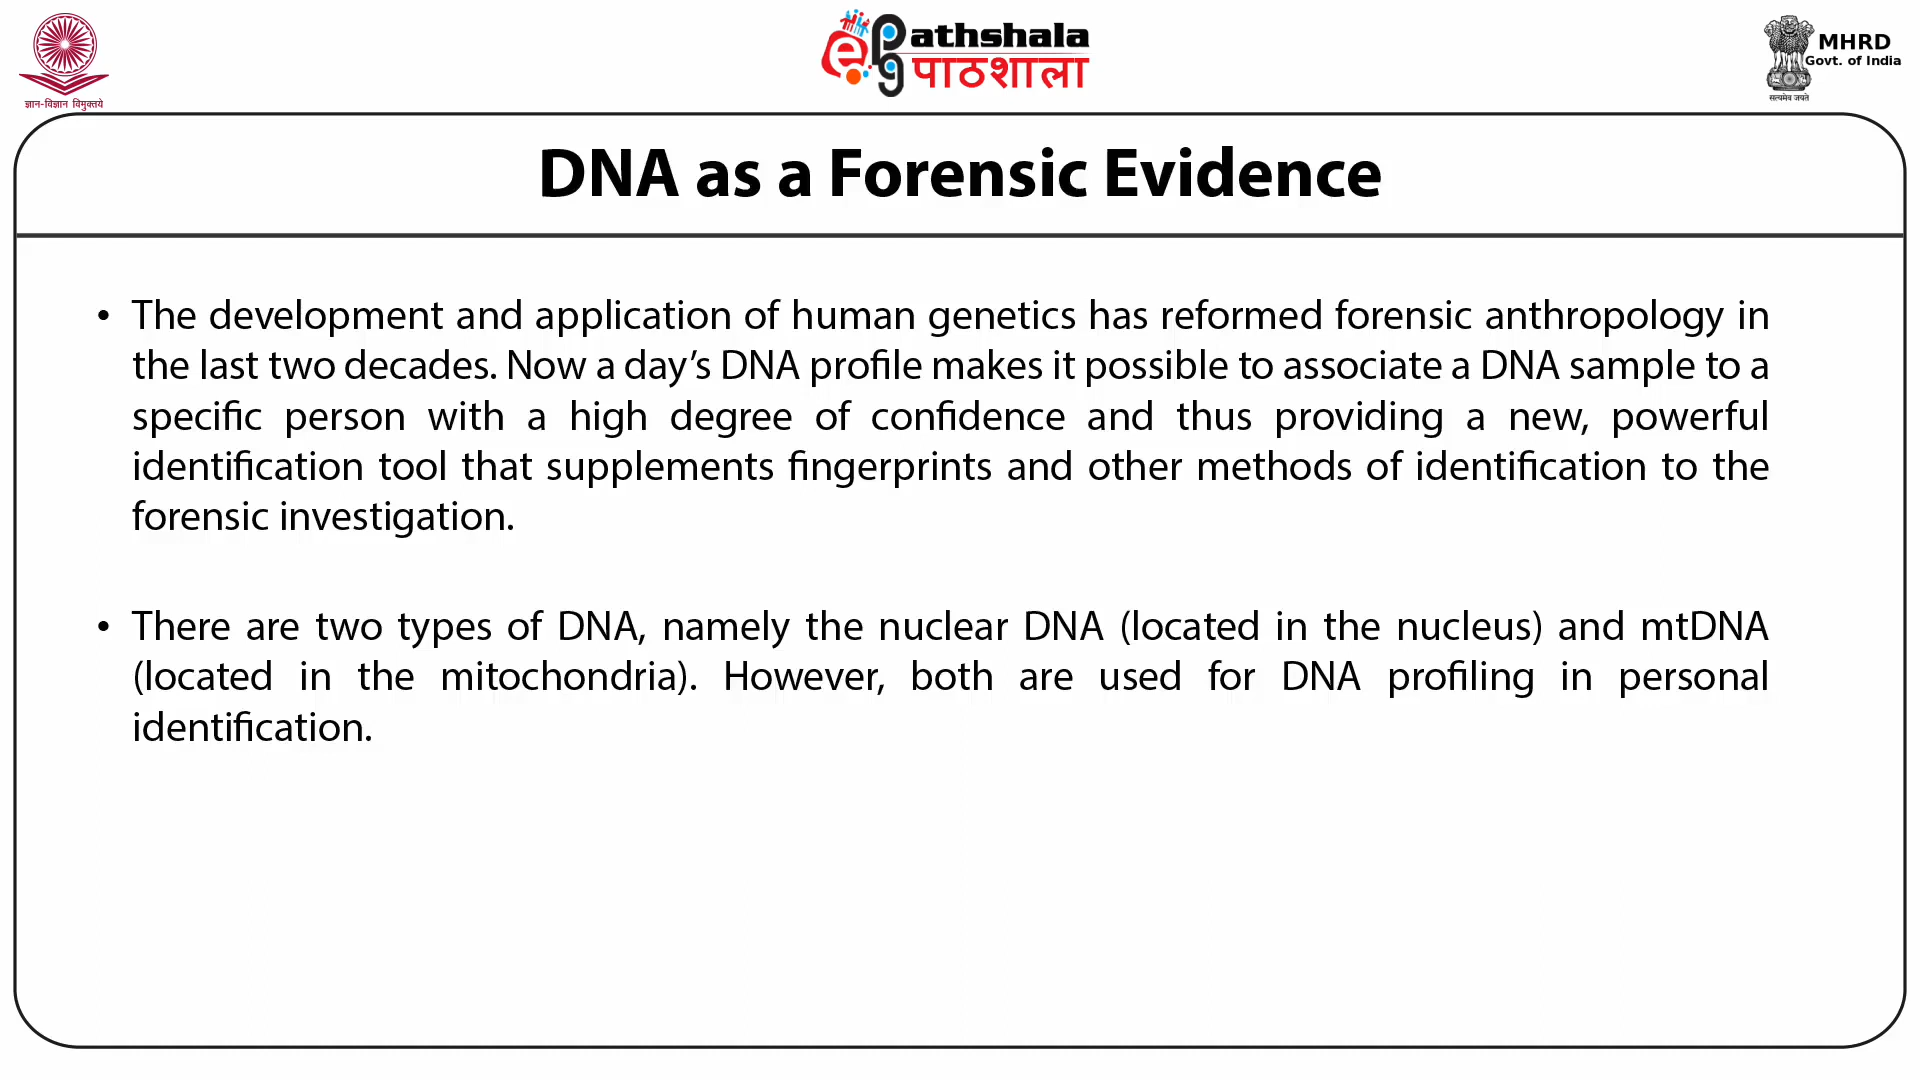 ज्ञान-विज्ञान विमुक्तये
ePG
athshala
पाठशाला
MHRD
Govt. of India
सत्यमेव जयते
DNA as a Forensic Evidence
• The development and application of human genetics has reformed forensic anthropology in
the last two decades. Now a day’s DNA profile makes it possible to associate a DNA sample to a
specific person with a high degree of confidence and thus providing a new, powerful
identification tool that supplements fingerprints and other methods of identification to the
forensic investigation.
• There are two types of DNA, namely the nuclear DNA (located in the nucleus) and mtDNA
(located in the mitochondria). However, both are used for DNA profiling in personal
identification.